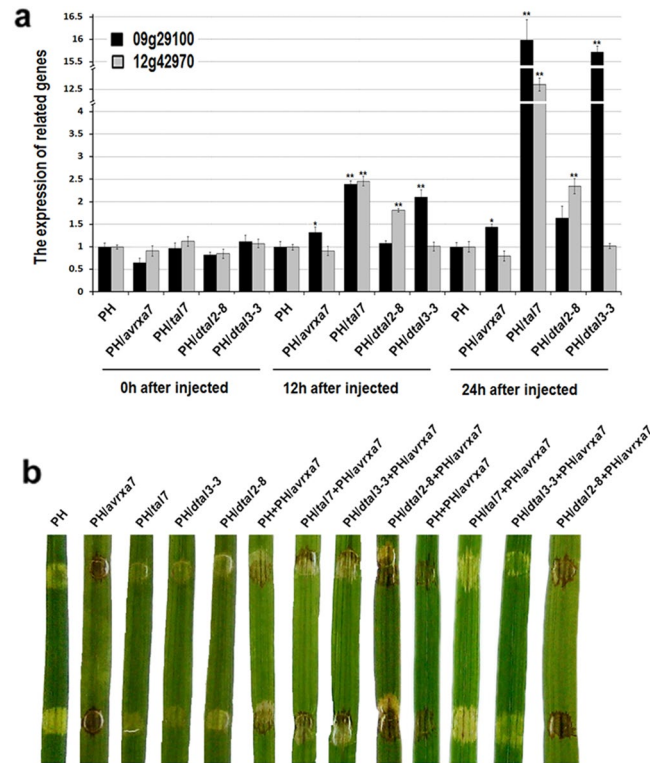 a
The expression of related genes
16.5
16
15.5
12.5
4
3.5
3
2.5
2
1.5
1
0.5
0
09g29100
12g42970
** ** ** ** * ** ** * ** ** ** **
PH PH/avrxa7 PH/tal7 PH/dtal2-8 PH/dtal3-3 PH PH/avrxa7 PH/tal7 PH/dtal2-8 PH/dtal3-3 PH PH/avrxa7 PH/tal7 PH/dtal2-8 PH/dtal3-3
0h after injected 12h after injected 24h after injected
b
PH PH/avrxa7 PH/tal7 PH/dtal3-3 PH/dtal2-8 PH+PH/avrxa7 PH/tal7+PH/avrxa7 PH/dtal3-3+PH/avrxa7 PH/dtal2-8+PH/avrxa7 PH+PH/avrxa7 PH/tal7+PH/avrxa7 PH/dtal3-3+PH/avrxa7 PH/dtal2-8+PH/avrxa7